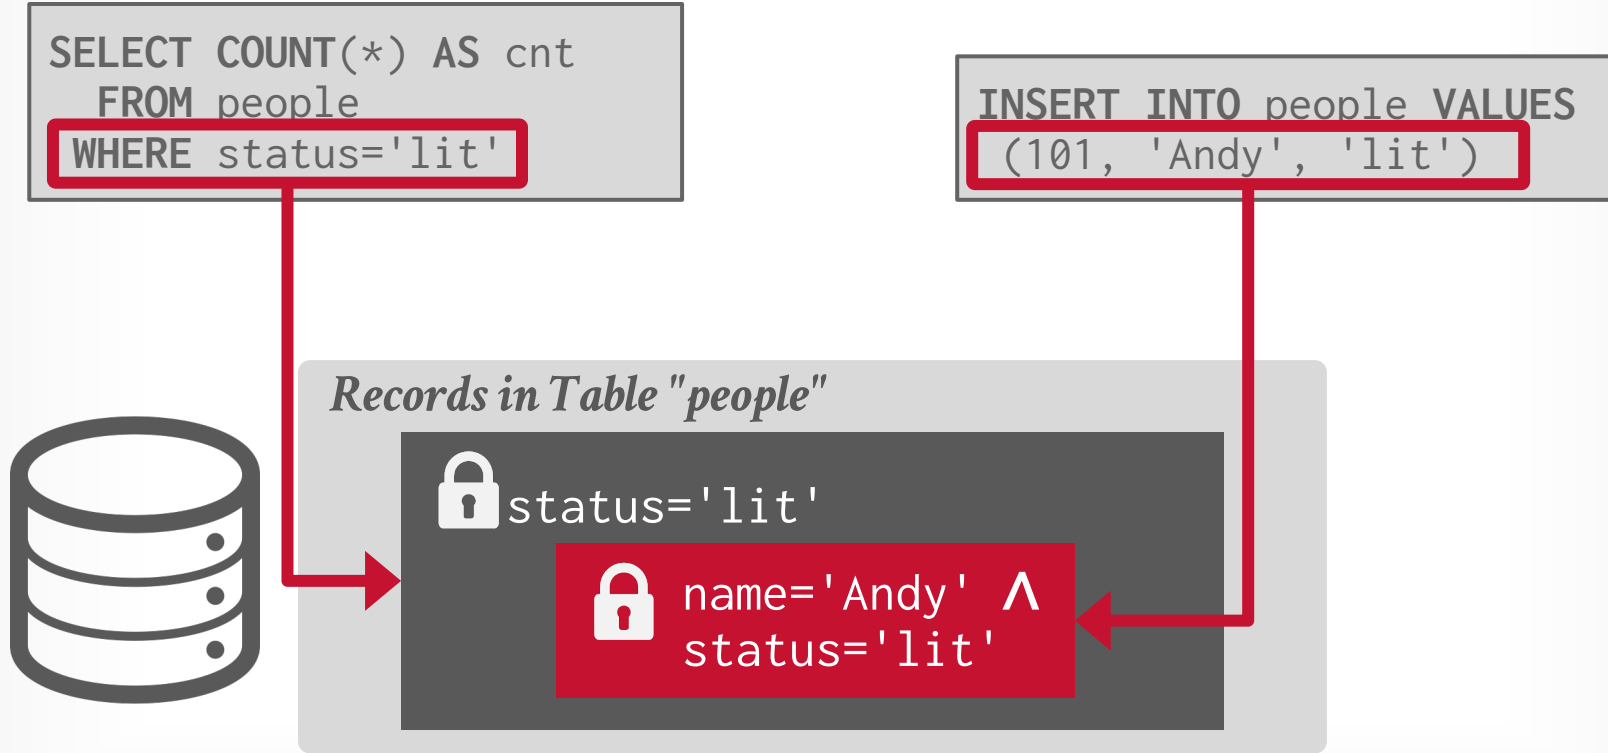 SELECT COUNT(*) AS cnt
FROM people
WHERE status='lit'
INSERT INTO people VALUES
(101, 'Andy', 'lit')
Records in Table "people"
status='lit'
name='Andy' ∧
status='lit'